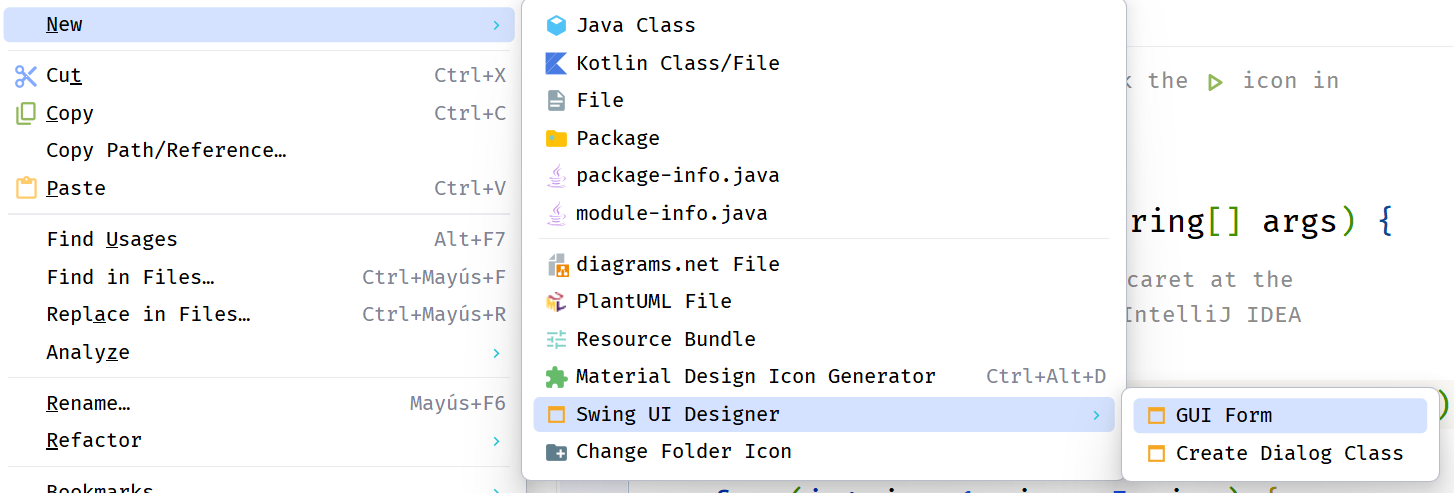 New
Cut Ctrl+X
Copy Ctrl+C
Copy Path/Reference…
Paste Ctrl+V
Find Usages Alt+F7
Find in Files… Ctrl+Mayús+F
Replace in Files… Ctrl+Mayús+R
Analyze
Rename… Mayús+F6
Refactor
Bookmarks
Java Class
Kotlin Class/File
File
Package
package-info.java
module-info.java
diagrams.net File
PlantUML File
Resource Bundle
Material Design Icon Generator Ctrl+Alt+D
Swing UI Designer
Change Folder Icon
GUI Form
Create Dialog Class
the icon in
ring[] args) {
caret at the
IntelliJ IDEA
)